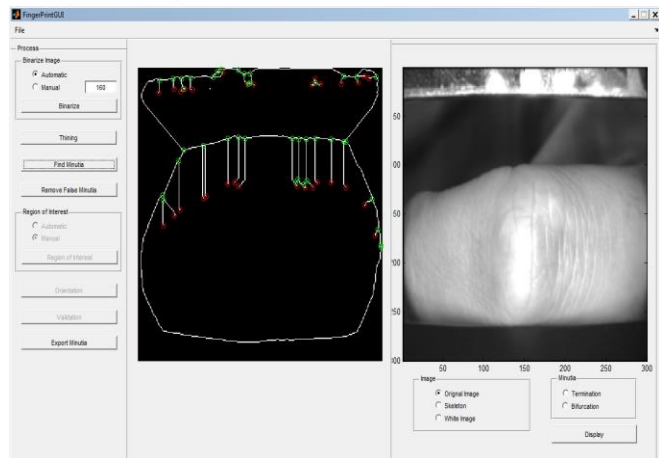 FingerPrintGUI
File
Process
Binarize Image
Automatic
Manual 160
Binarize
Thining
Find Minutia
Remove False Minutia
Region of Interest
Automatic
Manual
Region of Interest
Orientation
Validation
Export Minutia
50
00
50
200
250
300
50 100 150 200 250 300
Image
Orignal Image
Skeleton
White Image
Minutia
Termination
Bifurcation
Display